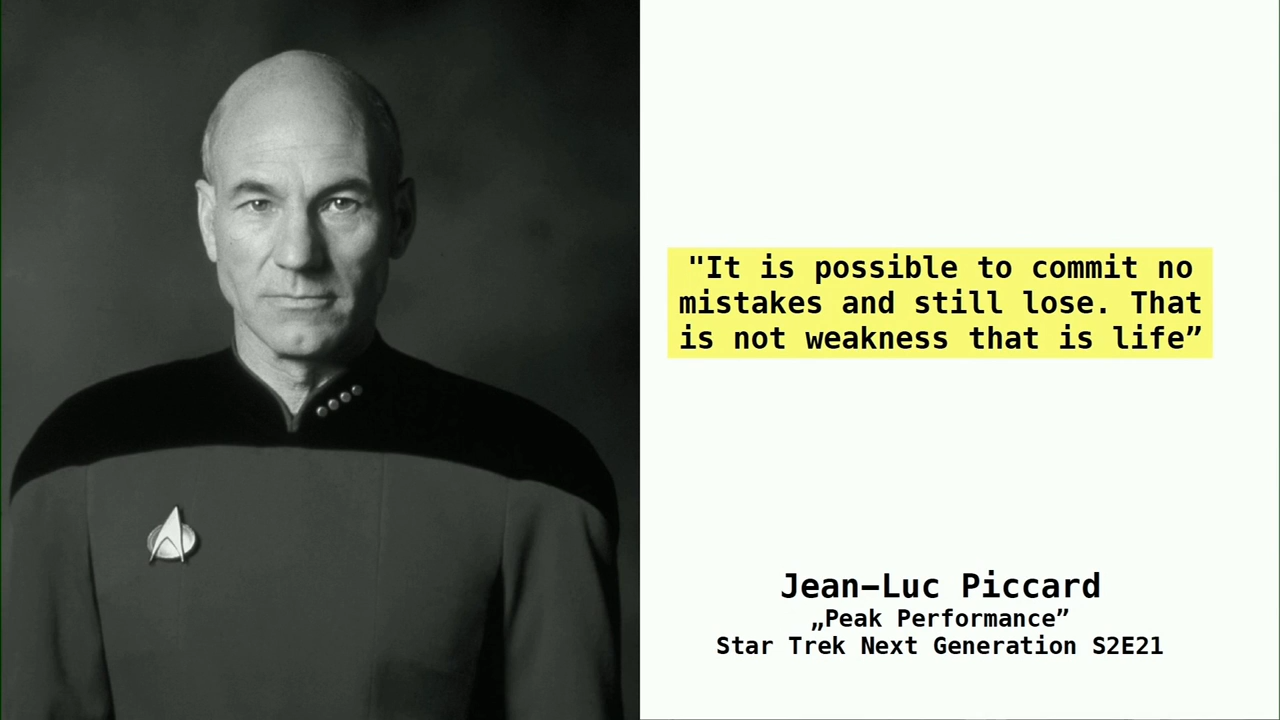 "It is possible to commit no
mistakes and still lose. That
is not weakness that is life”
Jean–Luc Piccard
„Peak Performance”
Star Trek Next Generation S2E21